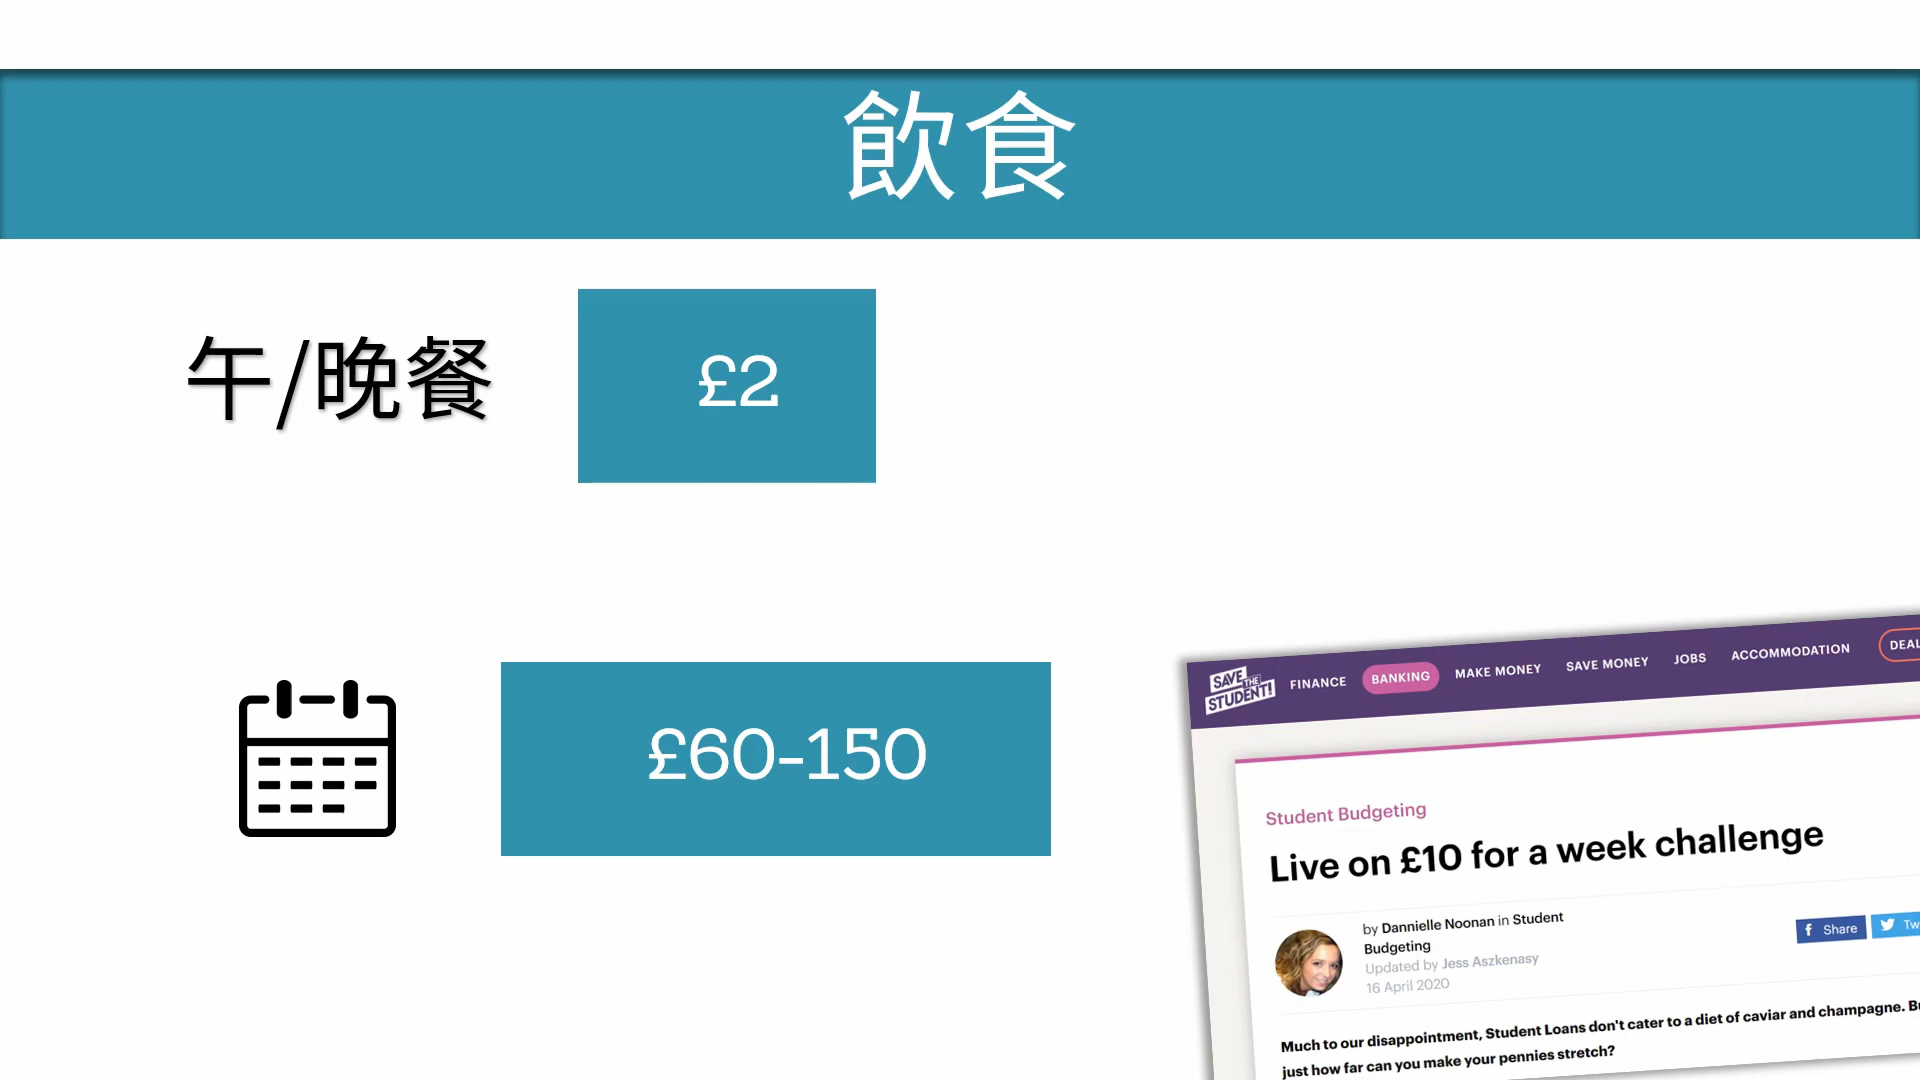 飲食
午/晚餐
£2
£60-150
SAVE THE STUDENT!
FINANCE BANKING MAKE MONEY SAVE MONEY JOBS ACCOMMODATION DEAL
Student Budgeting
Live on £10 for a week challenge
by Dannielle Noonan in Student
Budgeting
Updated by Jess Aszkenasy
16 April 2020
Share Tw
Much to our disappointment, Student Loans don't cater to a diet of caviar and champagne. B
just how far can you make your pennies stretch?